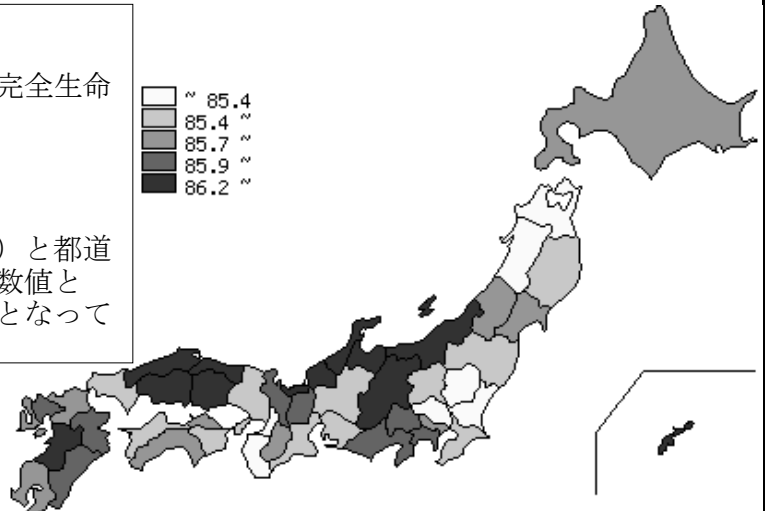 完全生命
）と都道
数値と
となって
~ 85.4
85.4 ~
85.7 ~
85.9 ~
86.2 ~